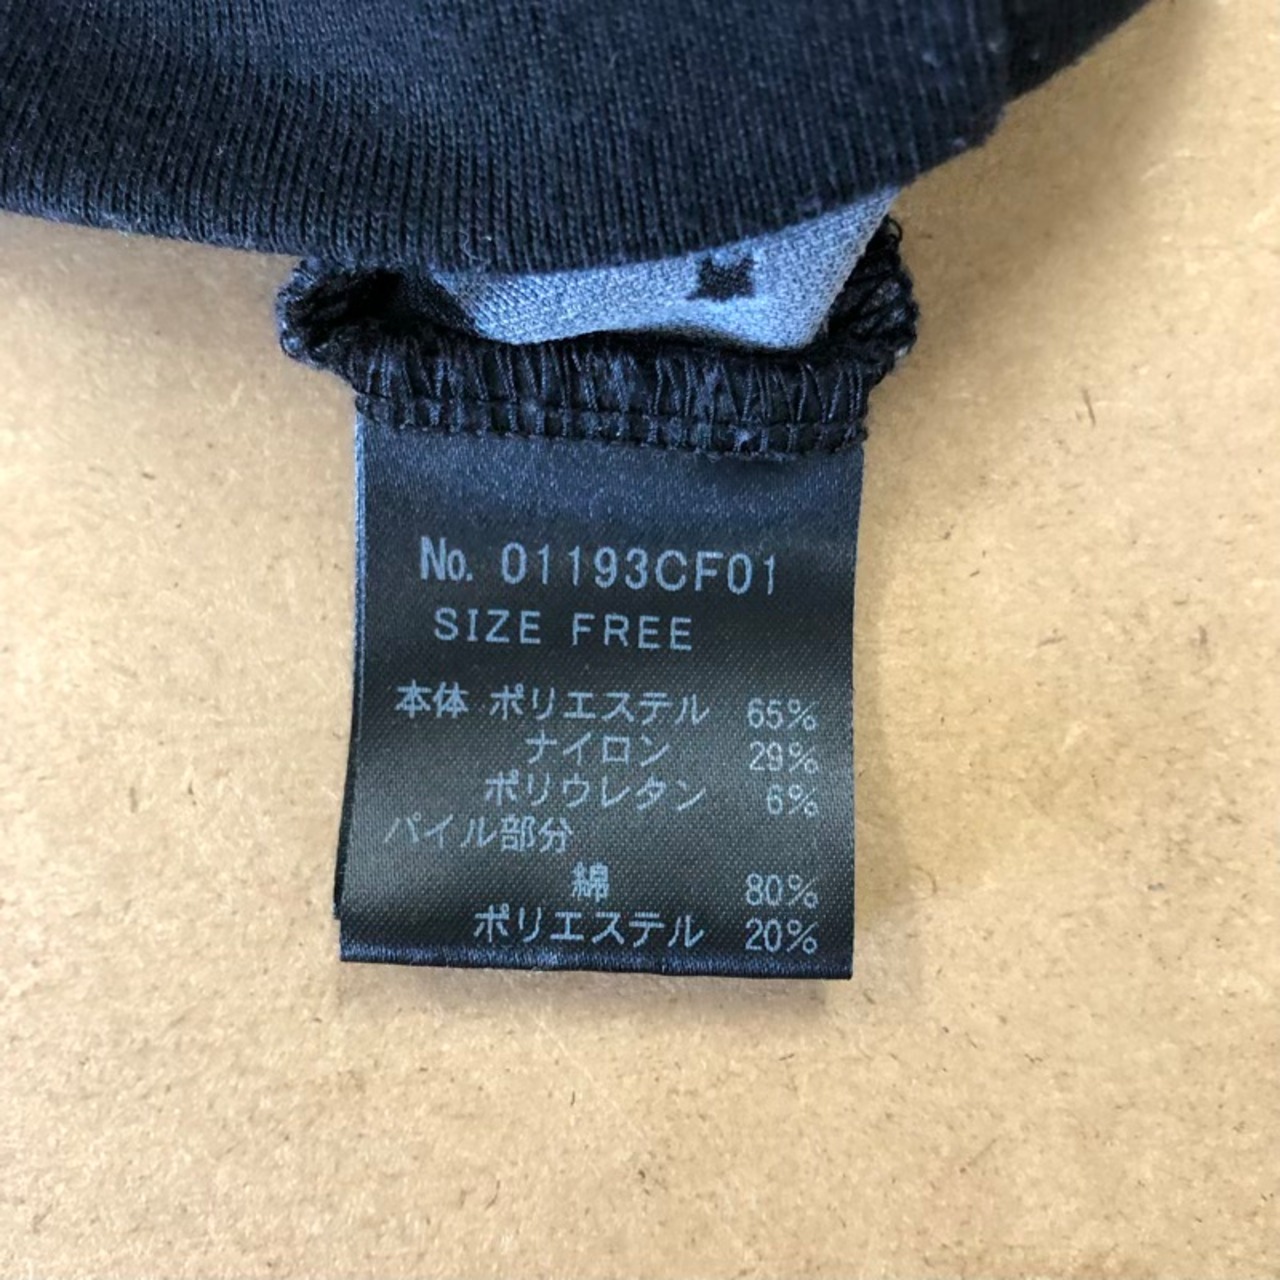 No. 01193CF01
SIZE FREE
本体 ポリエステル 65%
ナイロン 29%
ポリウレタン 6%
パイル部分
綿 80%
ポリエステル 20%